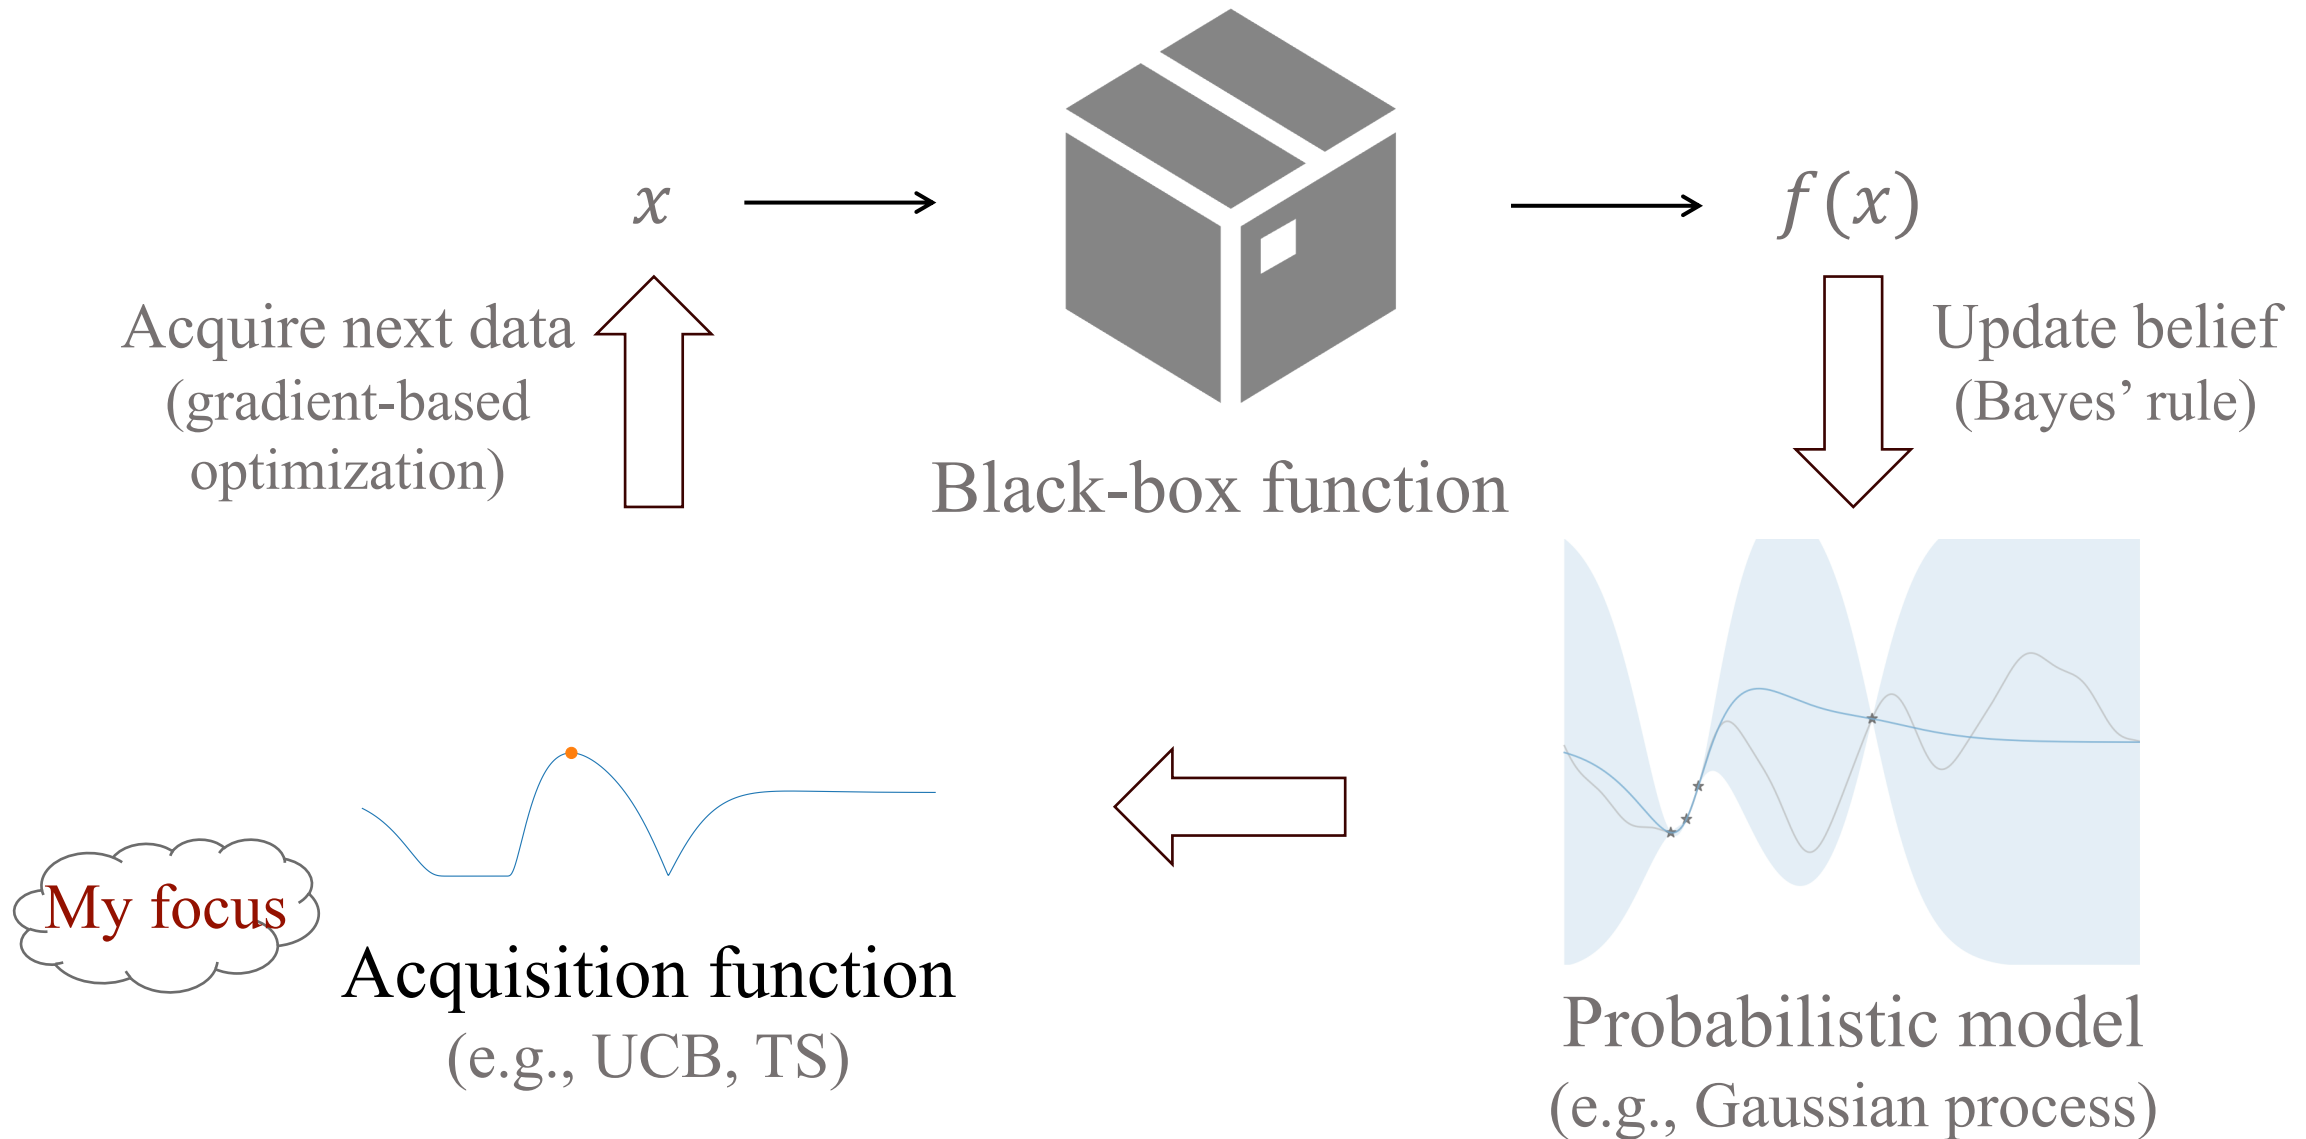 x
f(x)
Acquire next data
(gradient-based
optimization)
Black-box function
Update belief
(Bayes’ rule)
My focus
Acquisition function
(e.g., UCB, TS)
Probabilistic model
(e.g., Gaussian process)